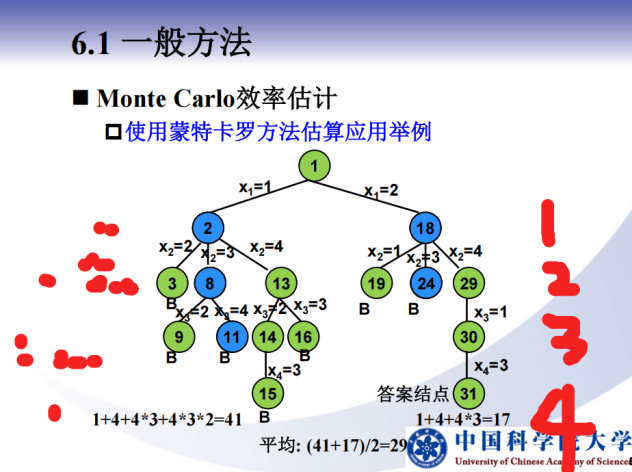 6.1 一般方法
Monte Carlo效率估计
使用蒙特卡罗方法估算应用举例
1
x1=1 x1=2
2 18
x2=2 x2=3 x2=4 x2=1 x2=3 x2=4
3 8 13 19 24 29
B B B
x3=2 x3=4 x3=2 x3=3 x3=1
9 11 14 16 30
B B B
x4=3 x4=3
15 答案结点 31
B
1+4+4*3+4*3*2=41 1+4+4*3=17
平均: (41+17)/2=29
中国科学院大学
University of Chinese Academy of Sciences
1
2
3
4